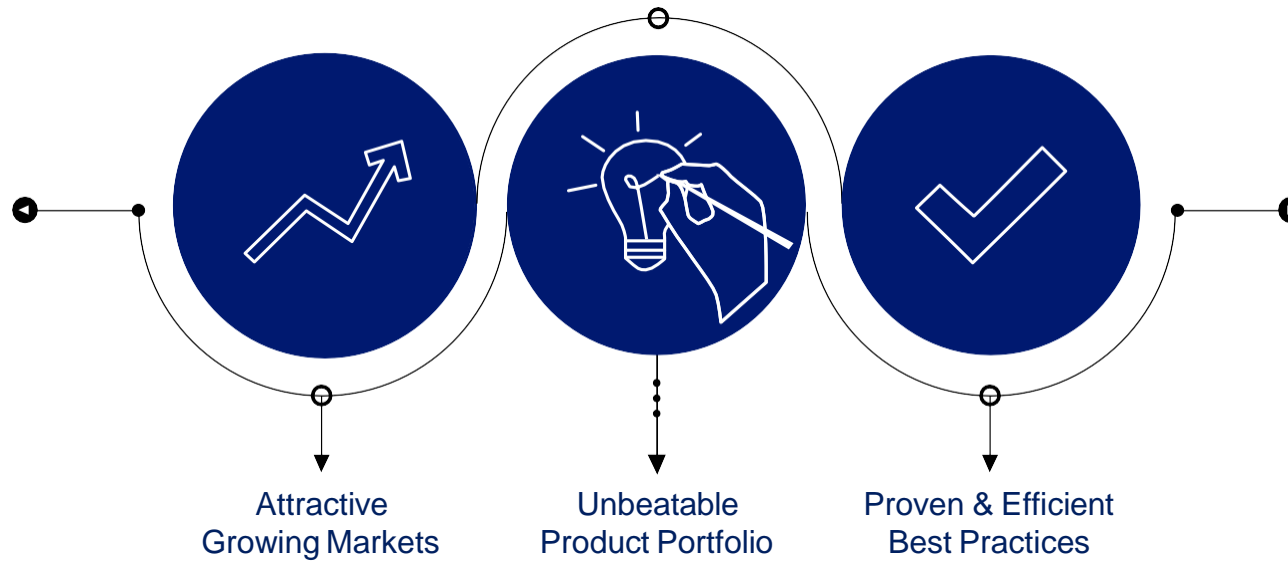 Attractive
Growing Markets
Unbeatable
Product Portfolio
Proven & Efficient
Best Practices